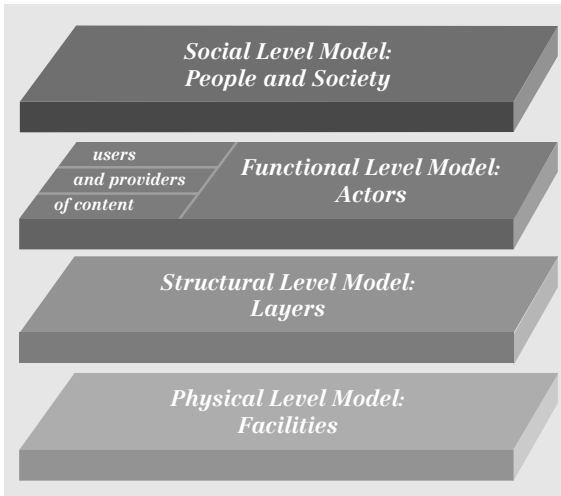 Social Level Model:
People and Society
users
and providers
of content
Functional Level Model:
Actors
Structural Level Model:
Layers
Physical Level Model:
Facilities